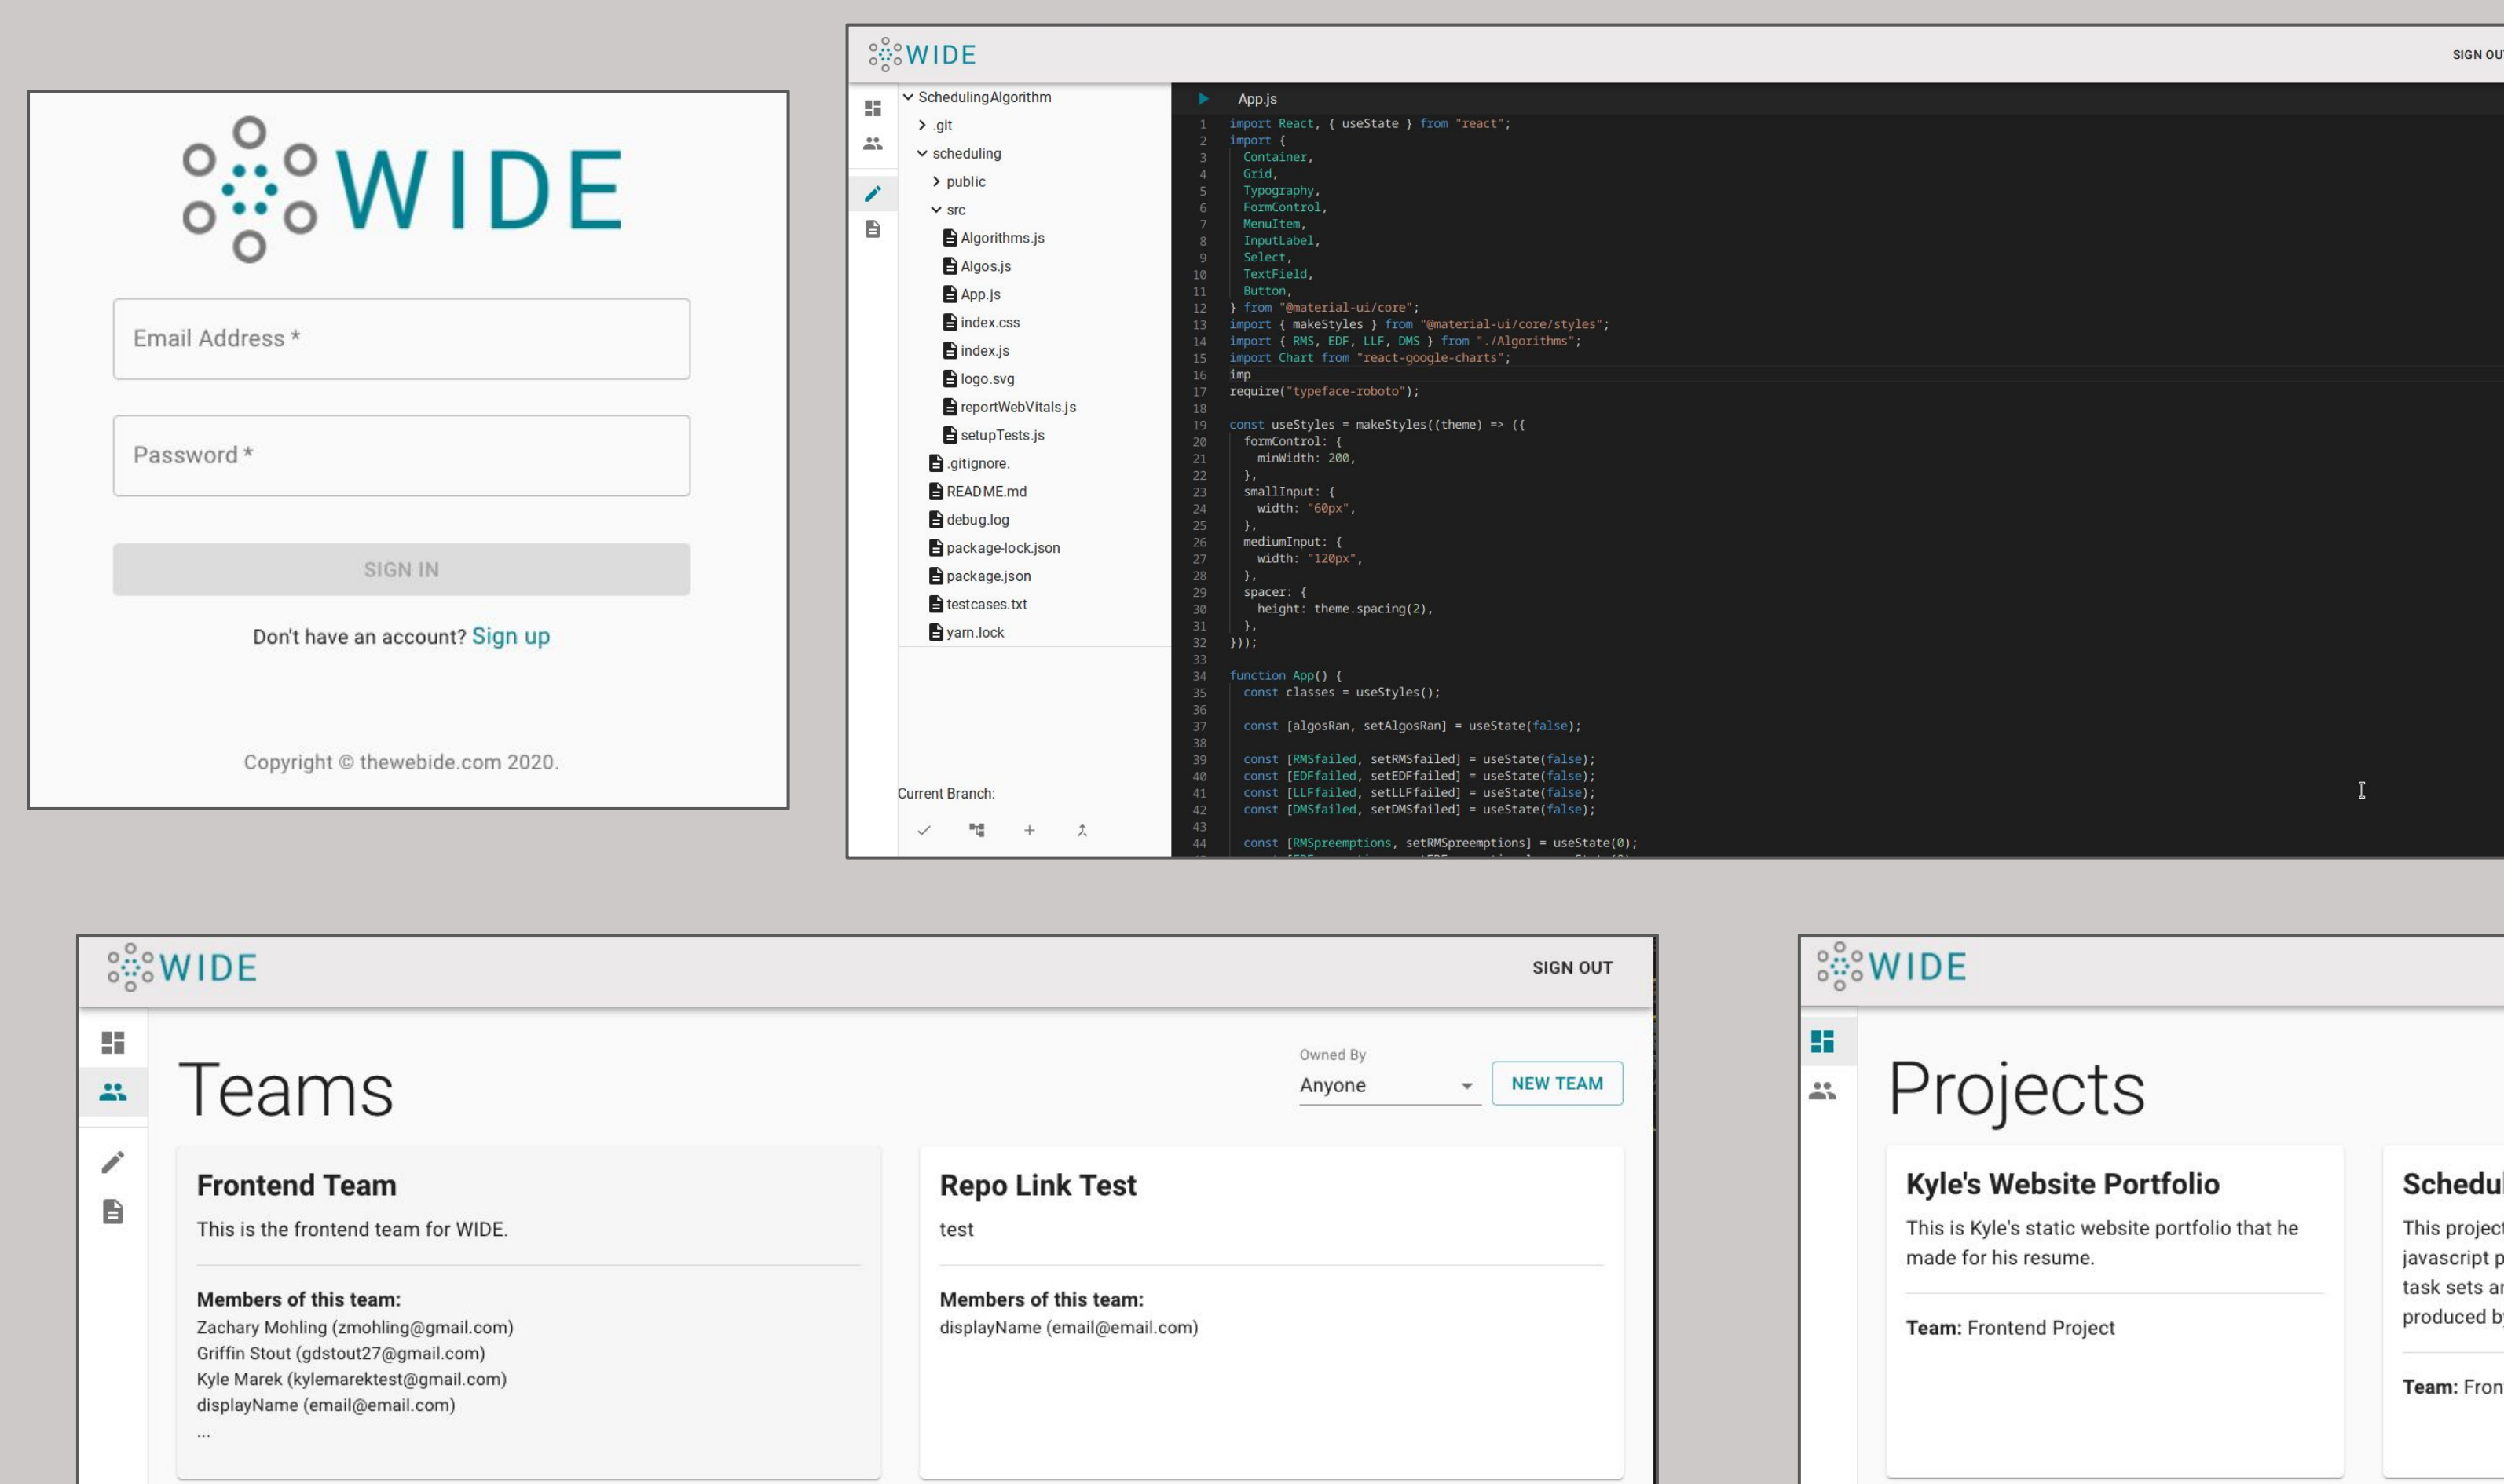 WIDE
Email Address *
Password *
SIGN IN
Don't have an account? Sign up
Copyright © thewebide.com 2020.
WIDE
SIGN OUT
SchedulingAlgorithm
.git
scheduling
public
src
Algorithms.js
Algos.js
App.js
index.css
index.js
logo.svg
reportWebVitals.js
setupTests.js
.gitignore.
README.md
debug.log
package-lock.json
package.json
testcases.txt
yarn.lock
Current Branch:
App.js
1 import React, { useState } from "react";
2 import {
3 Container,
4 Grid,
5 Typography,
6 FormControl,
7 MenuItem,
8 InputLabel,
9 Select,
10 TextField,
11 Button,
12 } from "@material-ui/core";
13 import { makeStyles } from "@material-ui/core/styles";
14 import { RMS, EDF, LLF, DMS } from "./Algorithms";
15 import Chart from "react-google-charts";
16 imp
17 require("typeface-roboto");
18
19 const useStyles = makeStyles((theme) => ({
20 formControl: {
21 minWidth: 200,
22 },
23 smallInput: {
24 width: "60px",
25 },
26 mediumInput: {
27 width: "120px",
28 },
29 spacer: {
30 height: theme.spacing(2),
31 },
32 }));
33
34 function App() {
35 const classes = useStyles();
36
37 const [algosRan, setAlgosRan] = useState(false);
38
39 const [RMSfailed, setRMSfailed] = useState(false);
40 const [EDFfailed, setEDFfailed] = useState(false);
41 const [LLFfailed, setLLFfailed] = useState(false);
42 const [DMSfailed, setDMSfailed] = useState(false);
43
44 const [RMSpreemptions, setRMSpreemptions] = useState(0);
WIDE
SIGN OUT
Teams
Owned By
Anyone
NEW TEAM
Frontend Team
This is the frontend team for WIDE.
Members of this team:
Zachary Mohling (zmohling@gmail.com)
Griffin Stout (gdstout27@gmail.com)
Kyle Marek (kylemarektest@gmail.com)
displayName (email@email.com)
...
Repo Link Test
test
Members of this team:
displayName (email@email.com)
WIDE
Projects
Kyle's Website Portfolio
This is Kyle's static website portfolio that he
made for his resume.
Team: Frontend Project
Schedul
This project
javascript p
task sets a
produced b
Team: Fron